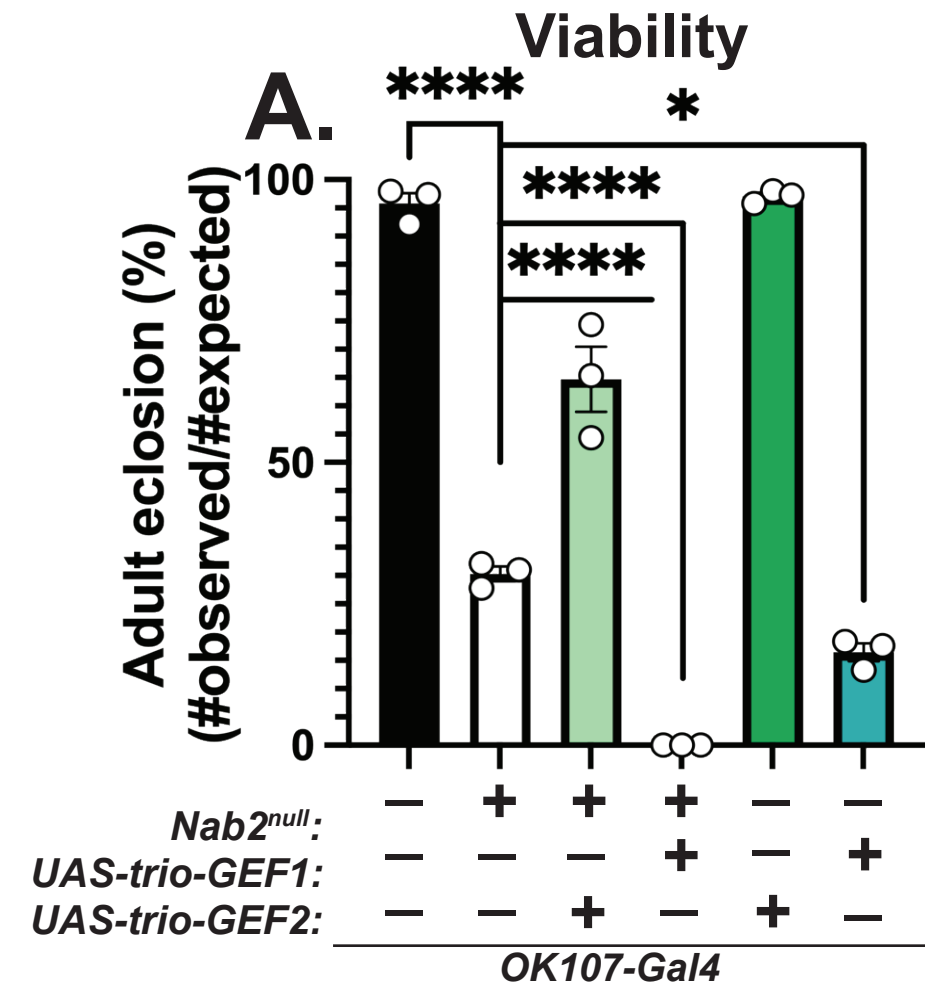 Viability
A.
****
*
****
****
Adult eclosion (%)
(#observed/#expected)
100
50
0
Nab2null: — + + + — —
UAS-trio-GEF1: — — — + — +
UAS-trio-GEF2: — — + — + —
OK107-Gal4